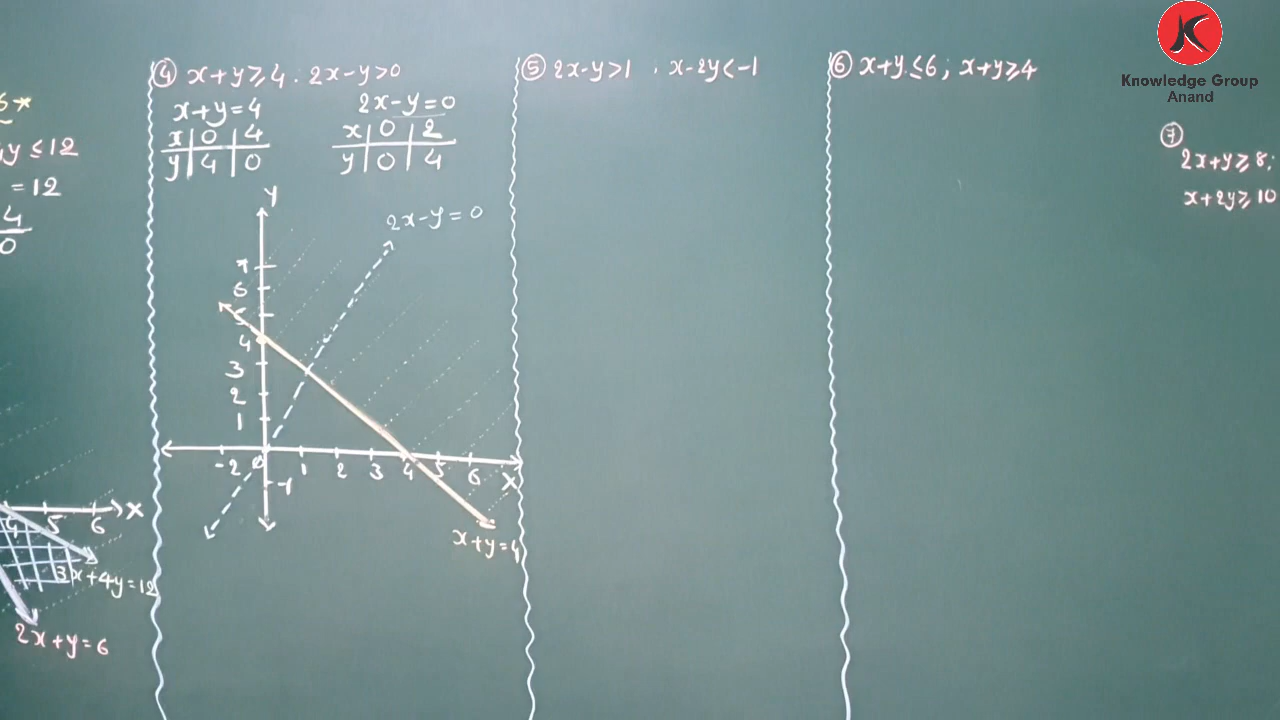 6 *
y ≤ 12
= 12
4
0
X
4 5 6
3x+4y=12
2x+y=6
④ x+y≥4 . 2x-y>0
x+y=4
x | 0 | 4
y | 4 | 0
2x-y=0
x | 0 | 2
y | 0 | 4
Y
2x-y=0
7
6
5
4
3
2
1
-2 0 1 2 3 4 5 6 X
-1
x+y=4
⑤ 2x-y>1 , x-2y<-1
⑥ x+y≤6; x+y≥4
K
Knowledge Group
Anand
⑦
2x+y≥8;
x+2y≥10